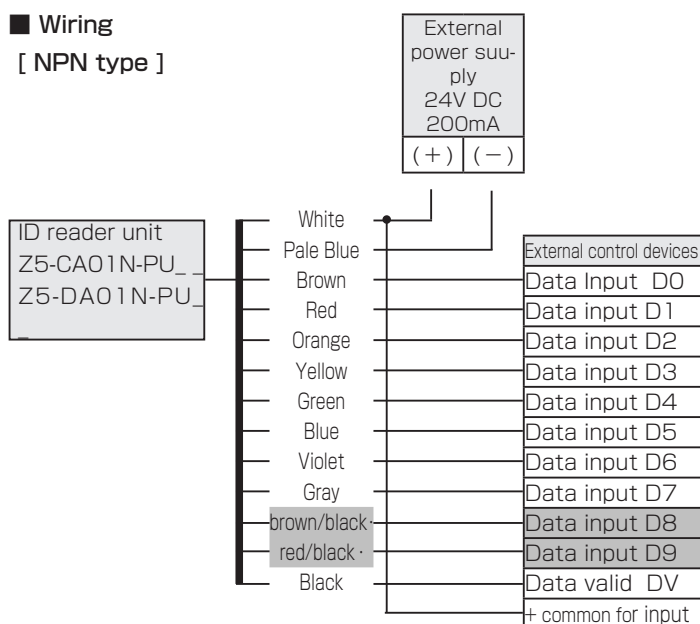 ■ Wiring
[ NPN type ]
External
power suu-
ply
24V DC
200mA
(+) (−)
ID reader unit
Z5-CA01N-PU_ _
Z5-DA01N-PU_
_
White
Pale Blue
Brown
Red
Orange
Yellow
Green
Blue
Violet
Gray
brown/black·
red/black ·
Black
External control devices
Data Input D0
Data input D1
Data input D2
Data input D3
Data input D4
Data input D5
Data input D6
Data input D7
Data input D8
Data input D9
Data valid DV
+ common for input